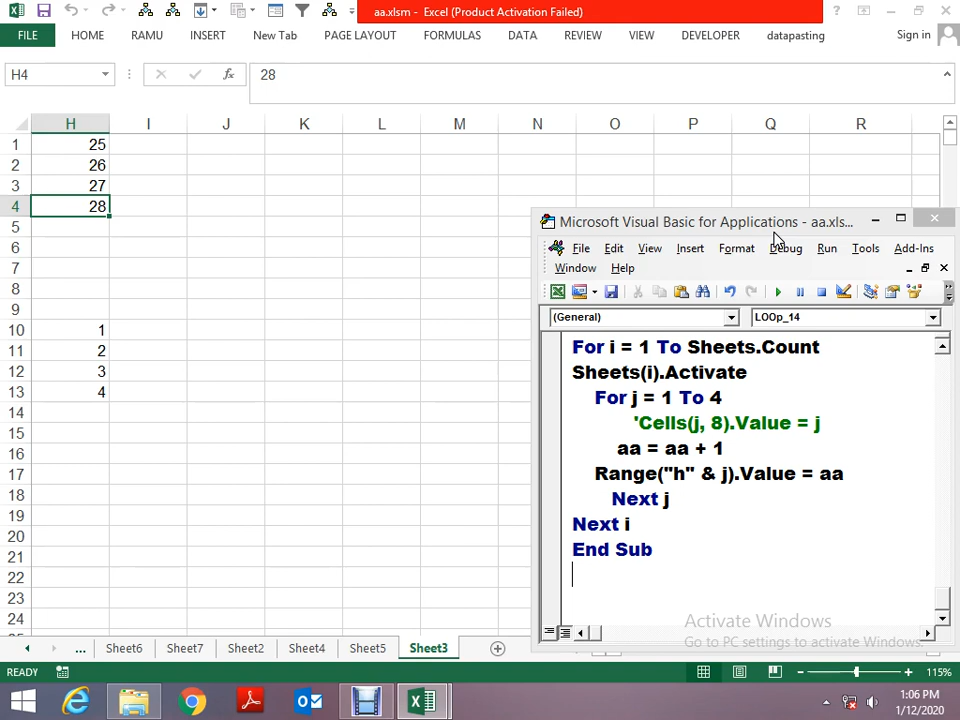 aa.xlsm - Excel (Product Activation Failed)
FILE HOME RAMU INSERT New Tab PAGE LAYOUT FORMULAS DATA REVIEW VIEW DEVELOPER datapasting Sign in
H4 fx 28
H I J K L M N O P Q R
1 25
2 26
3 27
4 28
5
6
7
8
9
10 1
11 2
12 3
13 4
14
15
16
17
18
19
20
21
22
23
24
Microsoft Visual Basic for Applications - aa.xls...
File Edit View Insert Format Debug Run Tools Add-Ins
Window Help
(General) LOOp_14
For i = 1 To Sheets.Count
Sheets(i).Activate
For j = 1 To 4
'Cells(j, 8).Value = j
aa = aa + 1
Range("h" & j).Value = aa
Next j
Next i
End Sub
Activate Windows
Go to PC settings to activate Windows.
... Sheet6 Sheet7 Sheet2 Sheet4 Sheet5 Sheet3
READY 115%
1:06 PM
1/12/2020